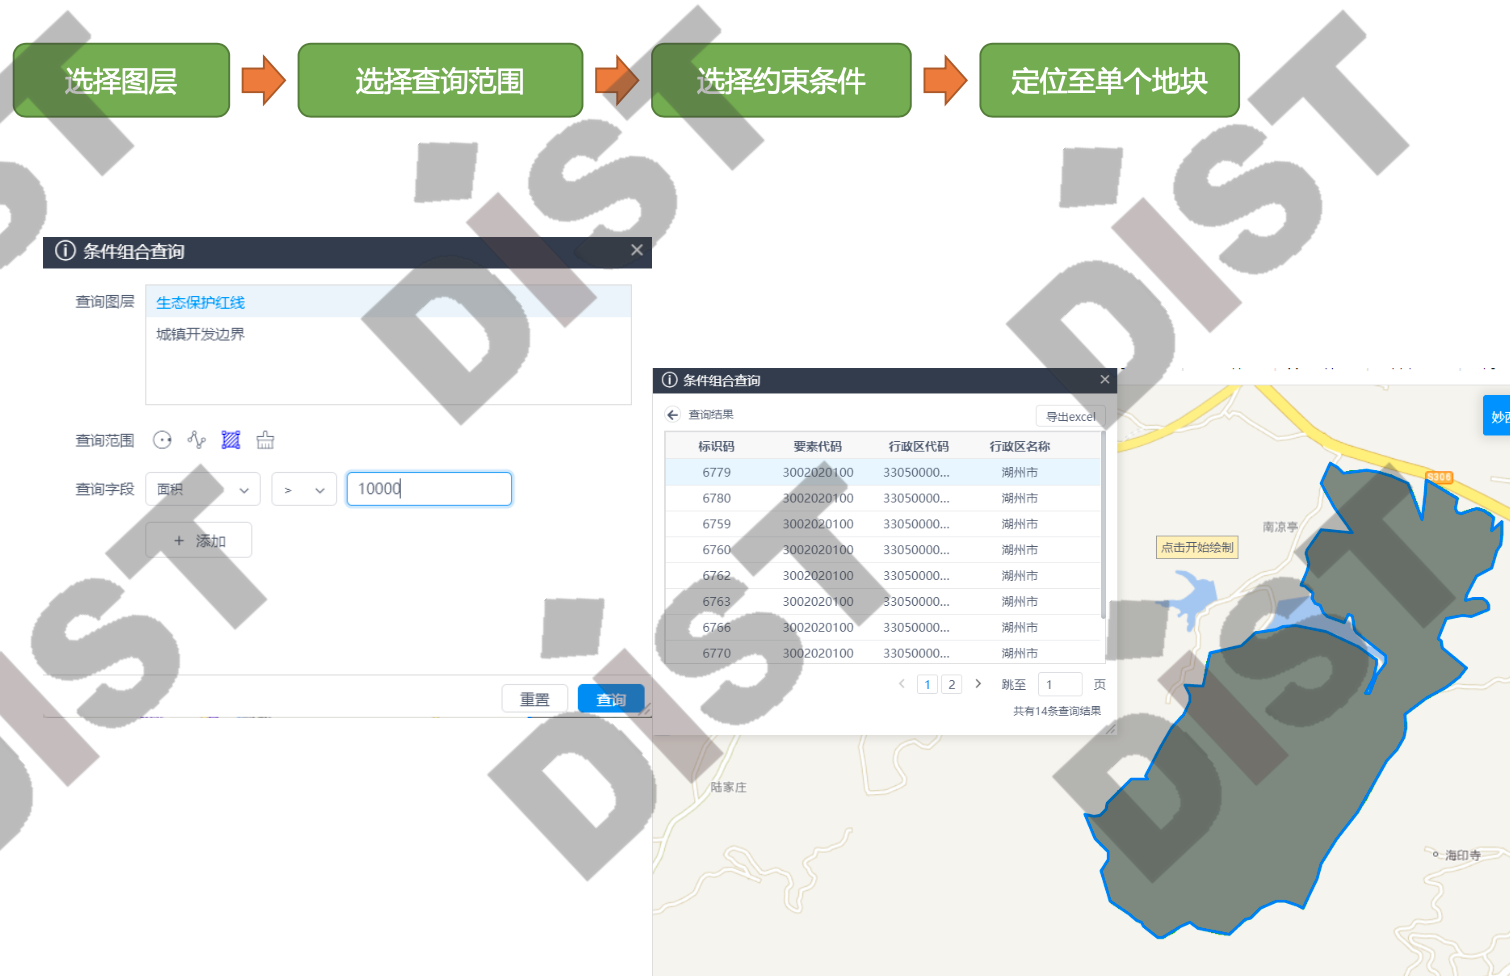 选择图层
选择查询范围
选择约束条件
定位至单个地块
条件组合查询
查询图层
生态保护红线
城镇开发边界
查询范围
查询字段 面积 > 10000
+ 添加
重置 查询
条件组合查询
查询结果 导出excel
标识码 要素代码 行政区代码 行政区名称
6779 3002020100 33050000... 湖州市
6780 3002020100 33050000... 湖州市
6759 3002020100 33050000... 湖州市
6760 3002020100 33050000... 湖州市
6762 3002020100 33050000... 湖州市
6763 3002020100 33050000... 湖州市
6766 3002020100 33050000... 湖州市
6770 3002020100 33050000... 湖州市
< 1 2 > 跳至 1 页
共有14条查询结果
S306
南凉亭
点击开始绘制
陆家庄
海印寺
DIST
DIST
DIST
DIST